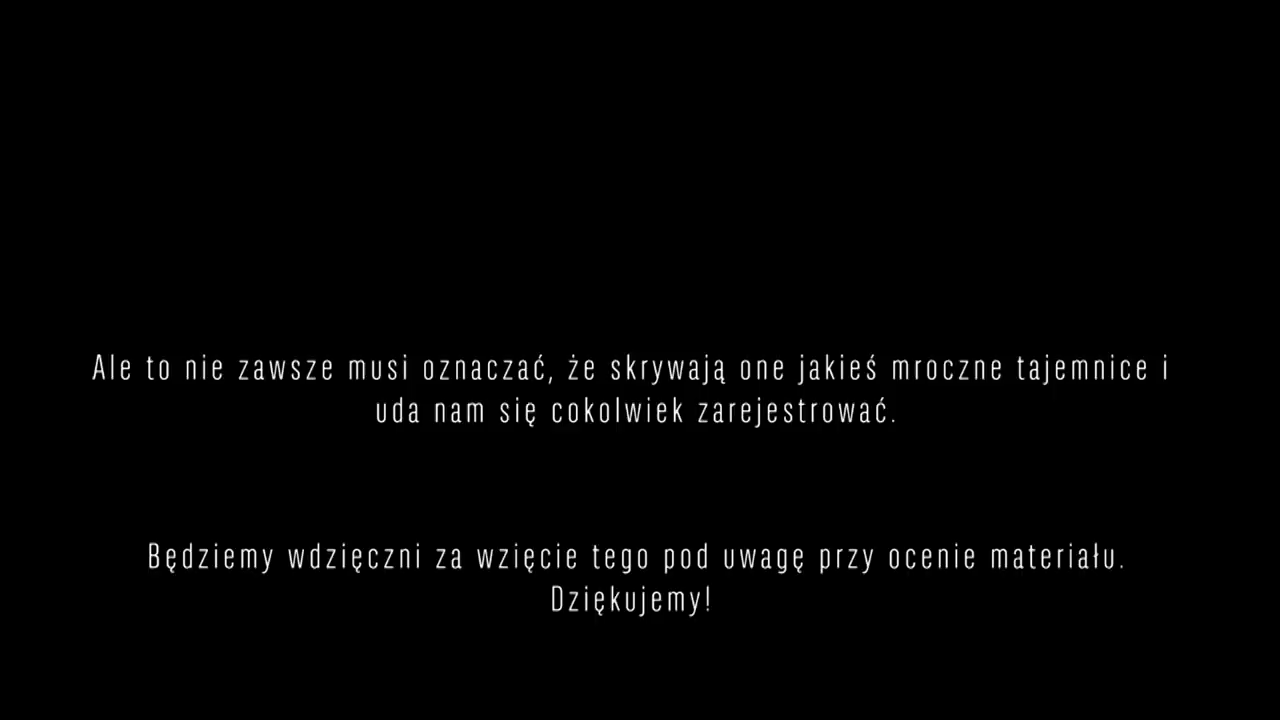 Ale to nie zawsze musi oznaczać, że skrywają one jakieś mroczne tajemnice i
uda nam się cokolwiek zarejestrować.
Będziemy wdzięczni za wzięcie tego pod uwagę przy ocenie materiału.
Dziękujemy!